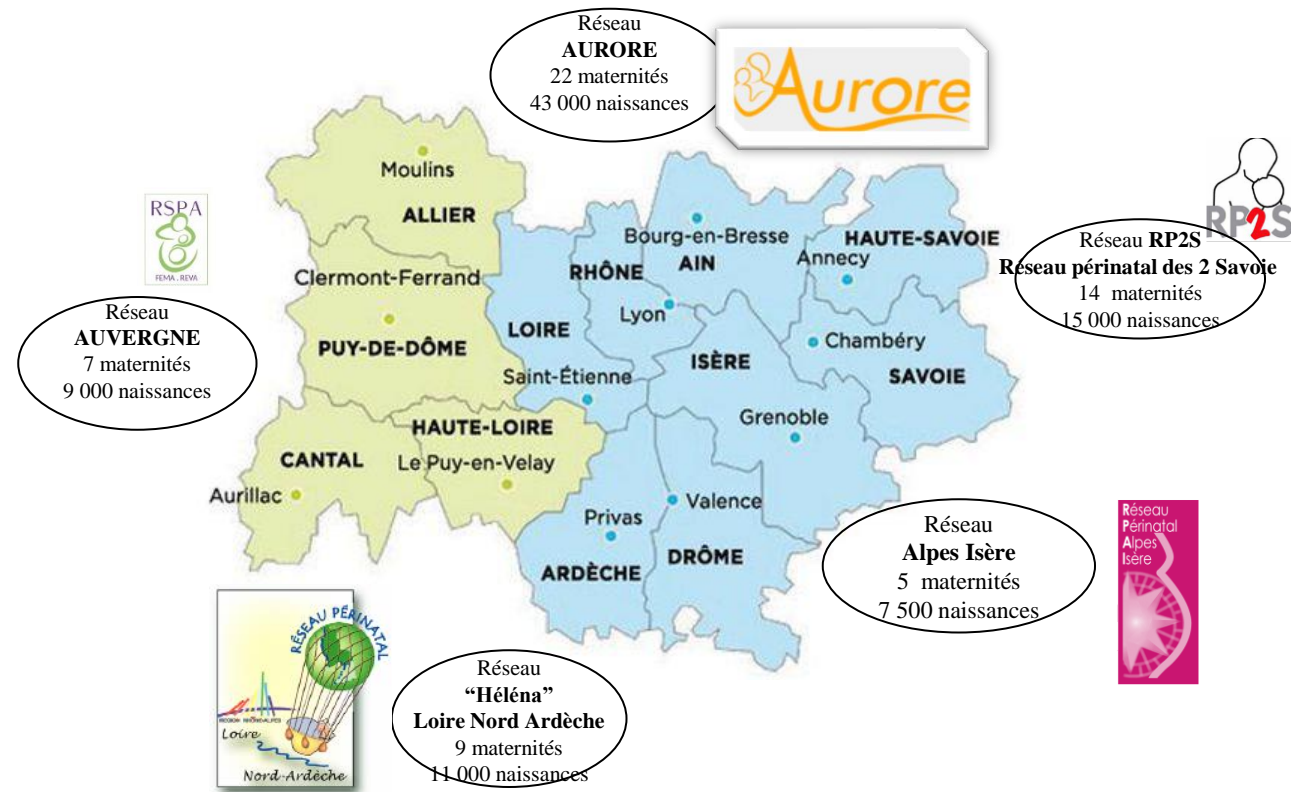 Réseau
AURORE
22 maternités
43 000 naissances
Aurore
Moulins
ALLIER
RSPA
FEMA . REVA
Clermont-Ferrand
PUY-DE-DÔME
Réseau
AUVERGNE
7 maternités
9 000 naissances
Bourg-en-Bresse
AIN
RHÔNE
Lyon
LOIRE
Saint-Étienne
HAUTE-SAVOIE
Annecy
RP2S
Réseau RP2S
Réseau périnatal des 2 Savoie
14 maternités
15 000 naissances
Chambéry
SAVOIE
ISÈRE
Grenoble
HAUTE-LOIRE
Le Puy-en-Velay
CANTAL
Aurillac
Privas
ARDÈCHE
Valence
DRÔME
Réseau
Alpes Isère
5 maternités
7 500 naissances
Réseau
Périnatal
Alpes
Isère
RÉSEAU PÉRINATAL
REGION RHÔNE-ALPES
Loire
Nord-Ardèche
Réseau
“Héléna”
Loire Nord Ardèche
9 maternités
11 000 naissances